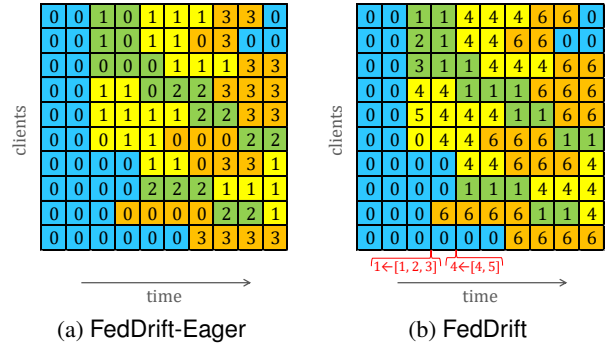 clients
0 0 1 0 1 1 1 3 3 0
0 0 1 1 1 1 0 3 0 0
0 0 0 0 0 1 1 1 3 3
0 0 1 1 0 2 2 3 3 3
0 0 1 1 1 1 2 2 3 3
0 0 0 1 1 0 0 0 2 2
0 0 0 0 1 1 0 3 3 1
0 0 0 0 2 2 2 1 1 1
0 0 0 0 0 0 0 2 2 1
0 0 0 0 0 0 3 3 3 3
time
(a) FedDrift-Eager
clients
0 0 1 1 4 4 4 6 6 0
0 0 2 1 4 4 6 6 0 0
0 0 3 1 1 4 4 4 6 6
0 0 4 4 1 1 1 6 6 6
0 0 5 4 4 4 1 1 6 6
0 0 0 4 4 6 6 6 1 1
0 0 0 0 4 4 6 6 6 4
0 0 0 0 1 1 1 4 4 4
0 0 0 6 6 6 6 1 1 4
0 0 0 0 0 0 6 6 6 6
1←[1, 2, 3] 4←[4, 5]
time
(b) FedDrift